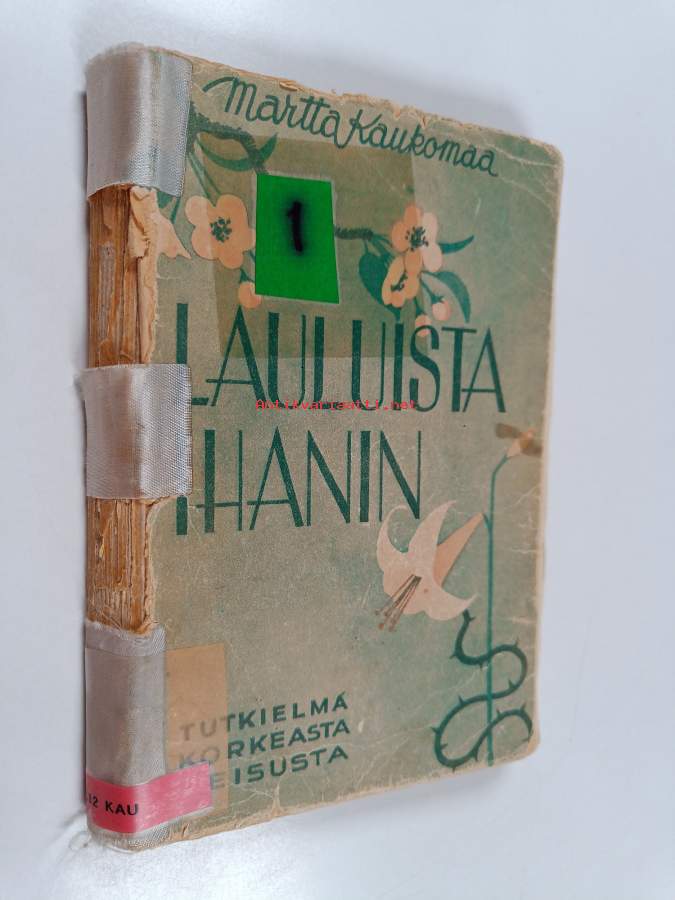 Martta Kaukomaa
1
LAULUISTA
Antikvariaatti.net
IHANIN
TUTKIELMA
KORKEASTA
VEISUSTA
12 KAU